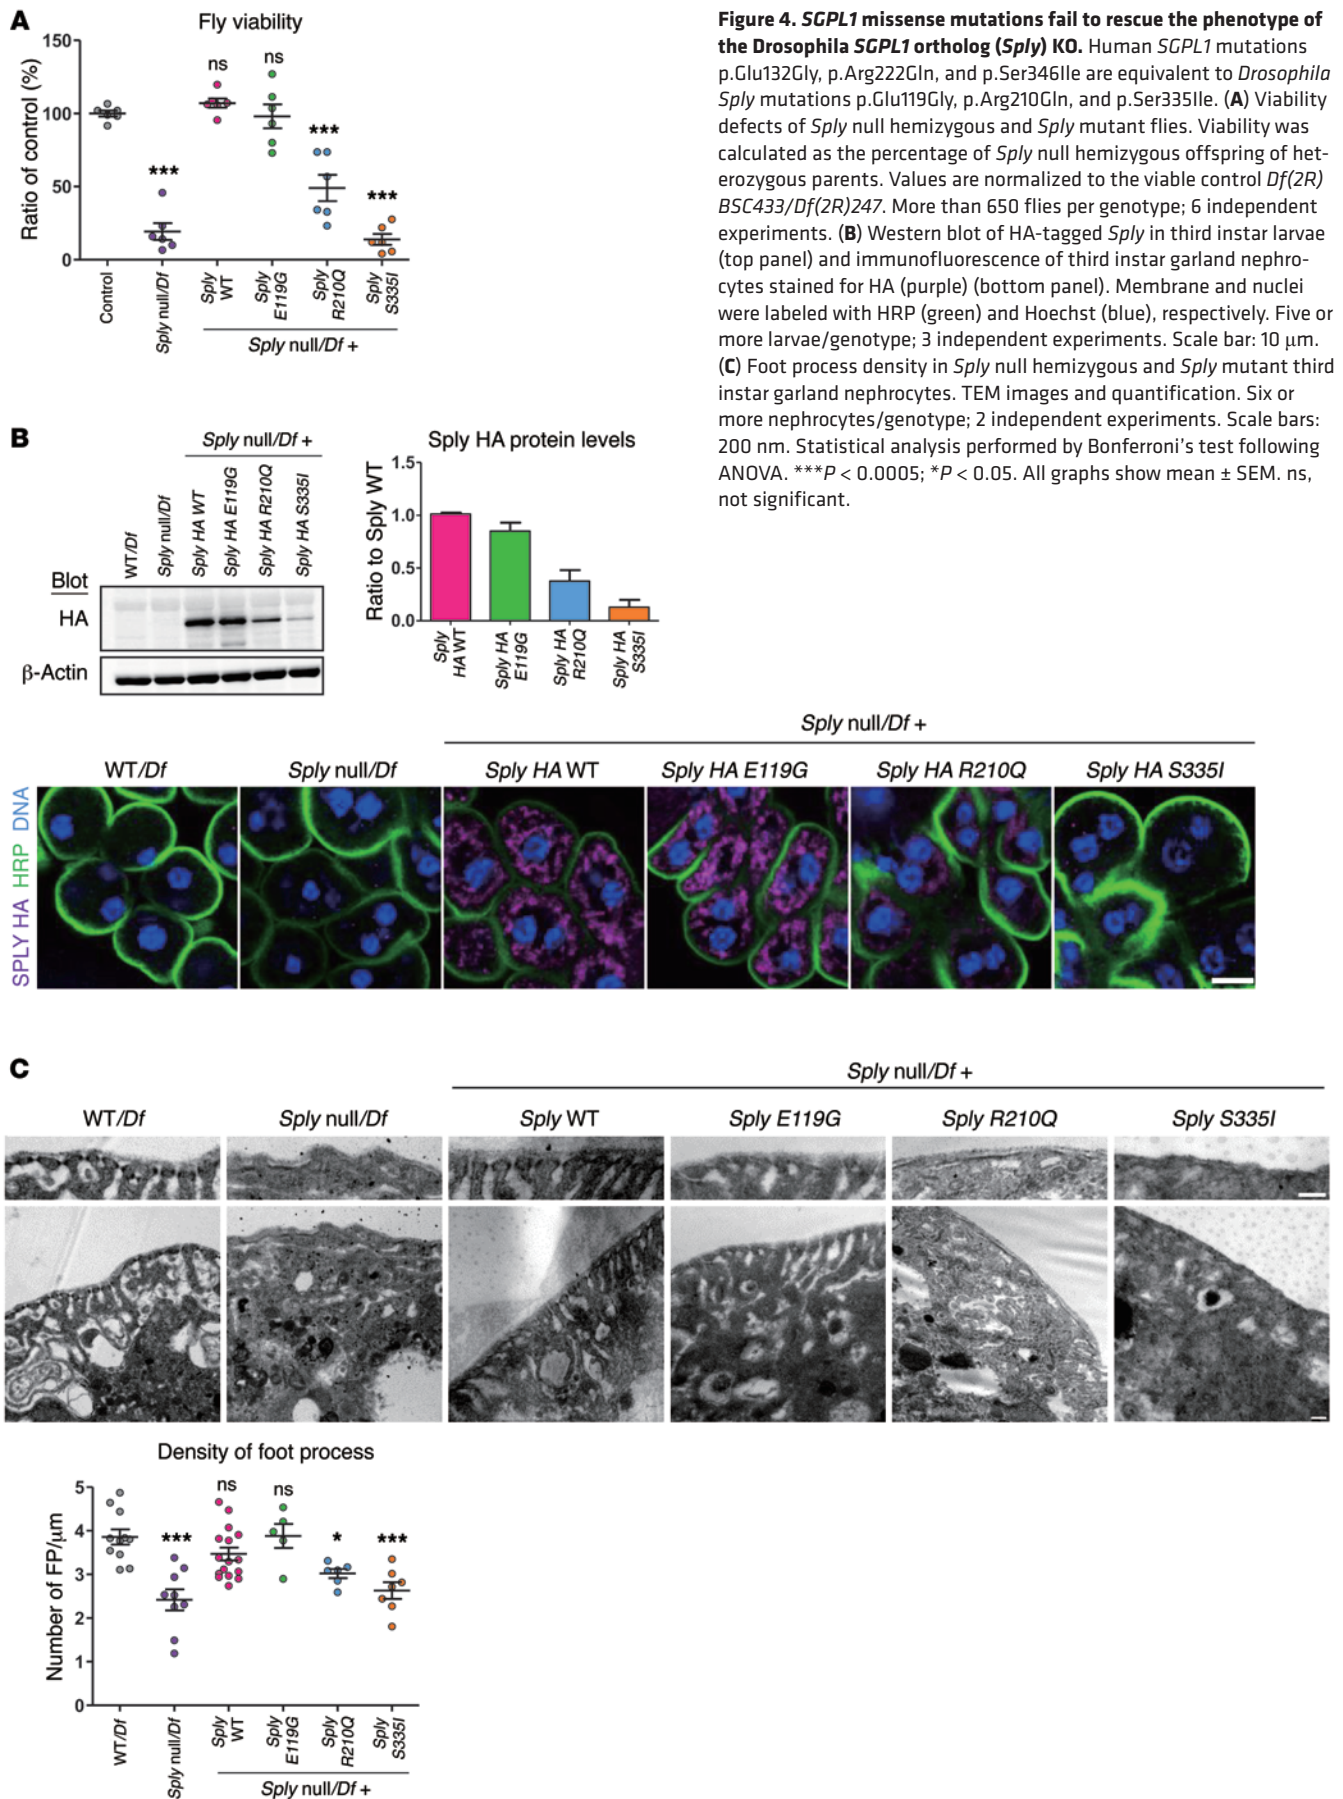 A
Fly viability
Ratio of control (%)
150
100
50
0
***
ns
ns
***
***
Control
Sply null/Df
Sply
WT
Sply
E119G
Sply
R210Q
Sply
S335I
Sply null/Df +
Figure 4. SGPL1 missense mutations fail to rescue the phenotype of
the Drosophila SGPL1 ortholog (Sply) KO. Human SGPL1 mutations
p.Glu132Gly, p.Arg222Gln, and p.Ser346Ile are equivalent to Drosophila
Sply mutations p.Glu119Gly, p.Arg210Gln, and p.Ser335Ile. (A) Viability
defects of Sply null hemizygous and Sply mutant flies. Viability was
calculated as the percentage of Sply null hemizygous offspring of het-
erozygous parents. Values are normalized to the viable control Df(2R)
BSC433/Df(2R)247. More than 650 flies per genotype; 6 independent
experiments. (B) Western blot of HA-tagged Sply in third instar larvae
(top panel) and immunofluorescence of third instar garland nephro-
cytes stained for HA (purple) (bottom panel). Membrane and nuclei
were labeled with HRP (green) and Hoechst (blue), respectively. Five or
more larvae/genotype; 3 independent experiments. Scale bar: 10 μm.
(C) Foot process density in Sply null hemizygous and Sply mutant third
instar garland nephrocytes. TEM images and quantification. Six or
more nephrocytes/genotype; 2 independent experiments. Scale bars:
200 nm. Statistical analysis performed by Bonferroni's test following
ANOVA. ***P < 0.0005; *P < 0.05. All graphs show mean ± SEM. ns,
not significant.
B
Sply null/Df +
WT/Df
Sply null/Df
Sply HA WT
Sply HA E119G
Sply HA R210Q
Sply HA S335I
Blot
HA
β-Actin
Sply HA protein levels
Ratio to Sply WT
1.5
1.0
0.5
0.0
Sply
HA WT
Sply HA
E119G
Sply HA
R210Q
Sply HA
S335I
Sply null/Df +
WT/Df
Sply null/Df
Sply HA WT
Sply HA E119G
Sply HA R210Q
Sply HA S335I
SPLY HA HRP DNA
C
Sply null/Df +
WT/Df
Sply null/Df
Sply WT
Sply E119G
Sply R210Q
Sply S335I
Density of foot process
Number of FP/μm
5
4
3
2
1
0
***
ns
ns
*
***
WT/Df
Sply null/Df
Sply
WT
Sply
E119G
Sply
R210Q
Sply
S335I
Sply null/Df +